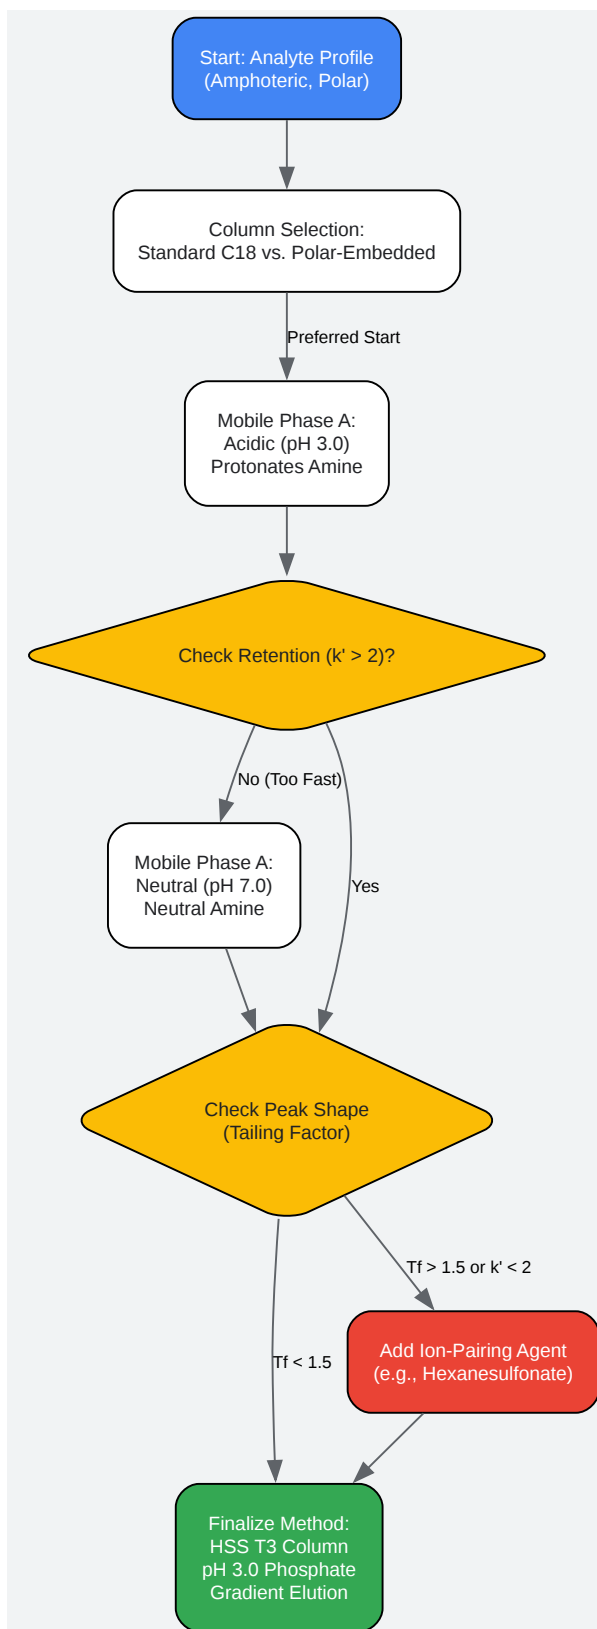 Start: Analyte Profile
(Amphoteric, Polar)
Column Selection:
Standard C18 vs. Polar-Embedded
Preferred Start
Mobile Phase A:
Acidic (pH 3.0)
Protonates Amine
Check Retention (k' > 2)?
No (Too Fast)
Mobile Phase A:
Neutral (pH 7.0)
Neutral Amine
Yes
Check Peak Shape
(Tailing Factor)
Tf > 1.5 or k' < 2
Add Ion-Pairing Agent
(e.g., Hexanesulfonate)
Tf < 1.5
Finalize Method:
HSS T3 Column
pH 3.0 Phosphate
Gradient Elution